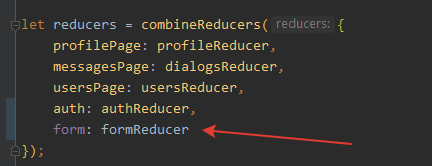 let reducers = combineReducers( reducers: {
profilePage: profileReducer,
messagesPage: dialogsReducer,
usersPage: usersReducer,
auth: authReducer,
form: formReducer
});